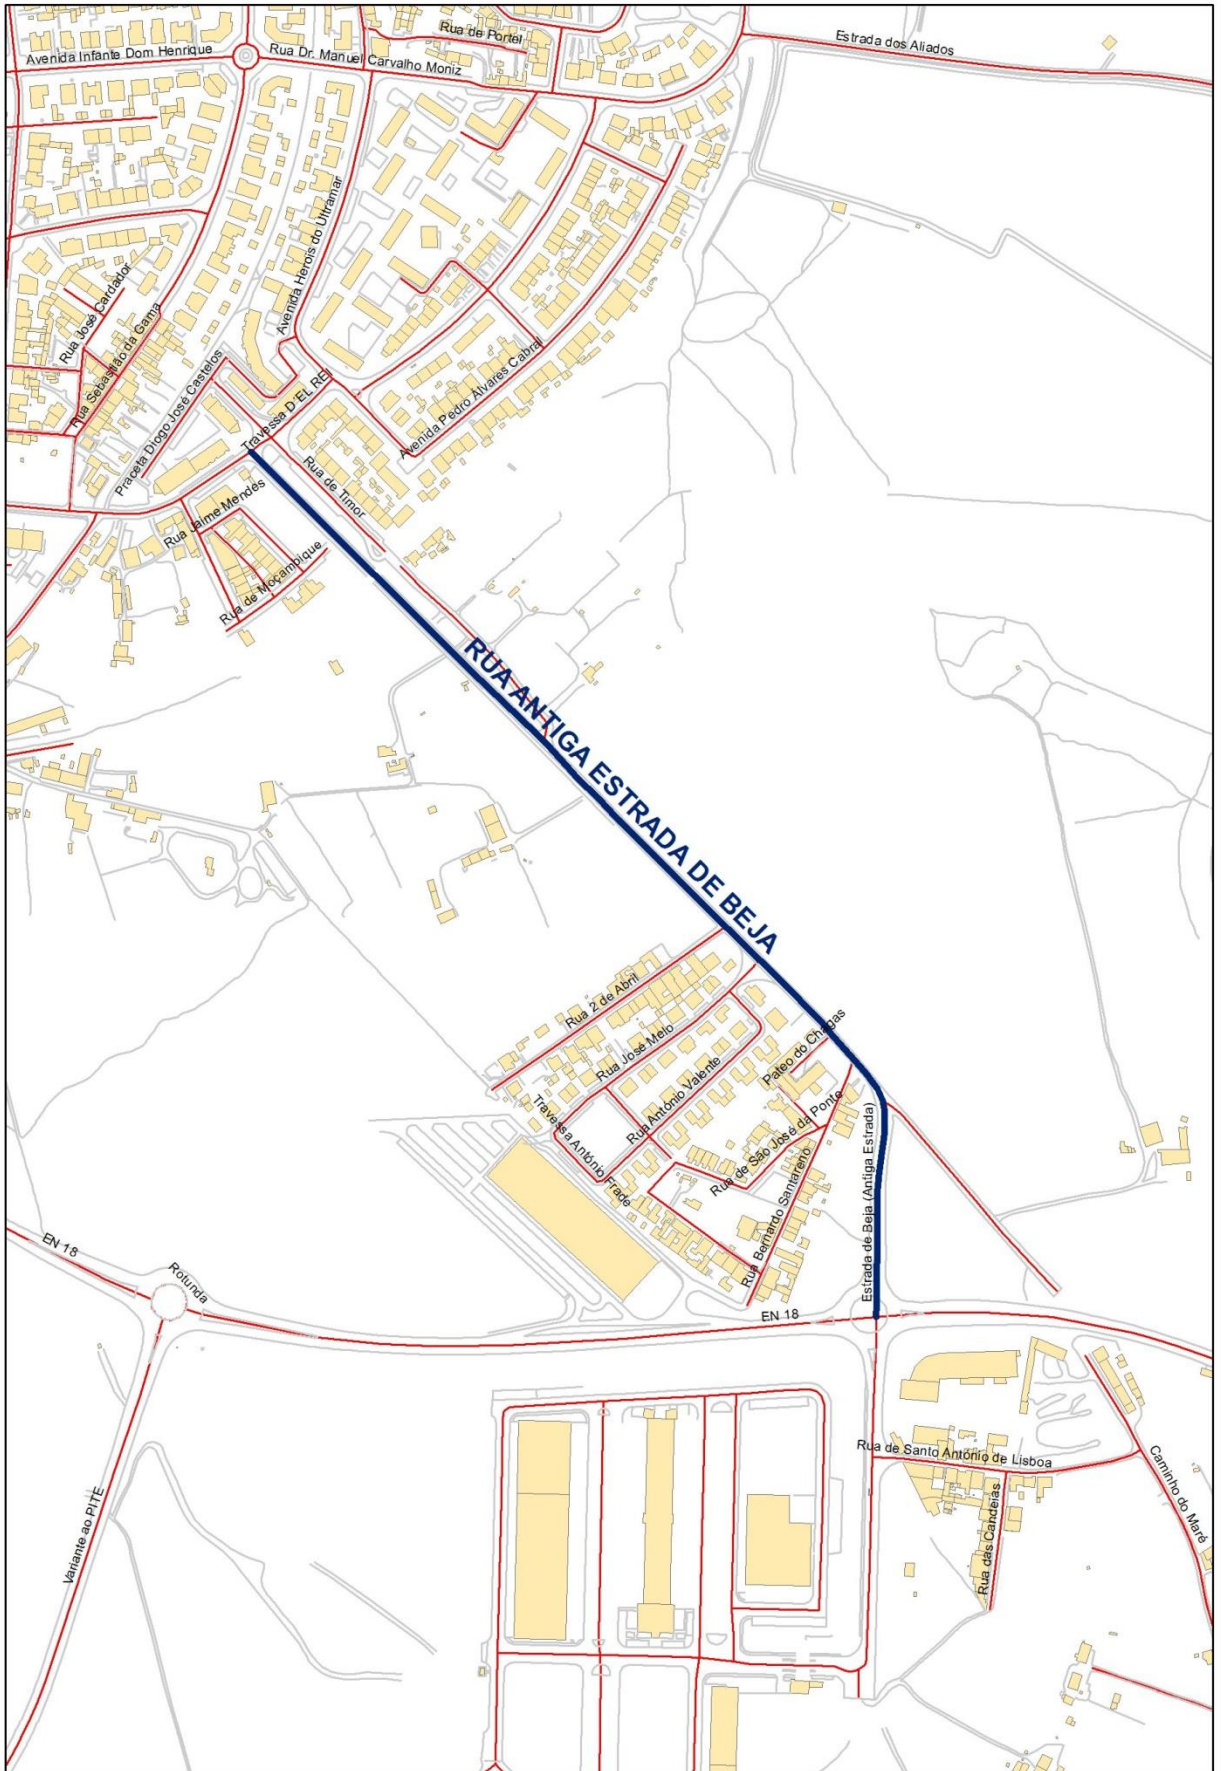 Rua de Portel
Estrada dos Aliados
Avenida Infante Dom Henrique
Rua Dr. Manuel Carvalho Moniz
Avenida Herois do Ultramar
Rua José Cardador
Rua Sebastião da Gama
Praceta Diogo José Castelos
Travessa D´EL REI
Avenida Pedro Álvares Cabral
Rua de Timor
Rua Jaime Mendes
Rua de Moçambique
RUA ANTIGA ESTRADA DE BEJA
Rua 2 de Abril
Rua José Melo
Pateo do Chagas
Rua António Valente
Travessa António Frade
Rua de São José da Ponte
Rua Bernardo Santareno
Estrada de Beja (Antiga Estrada)
EN 18
Rotunda
EN 18
Rua de Santo António de Lisboa
Caminho do Maré
Rua das Candeias
Variante ao PITE